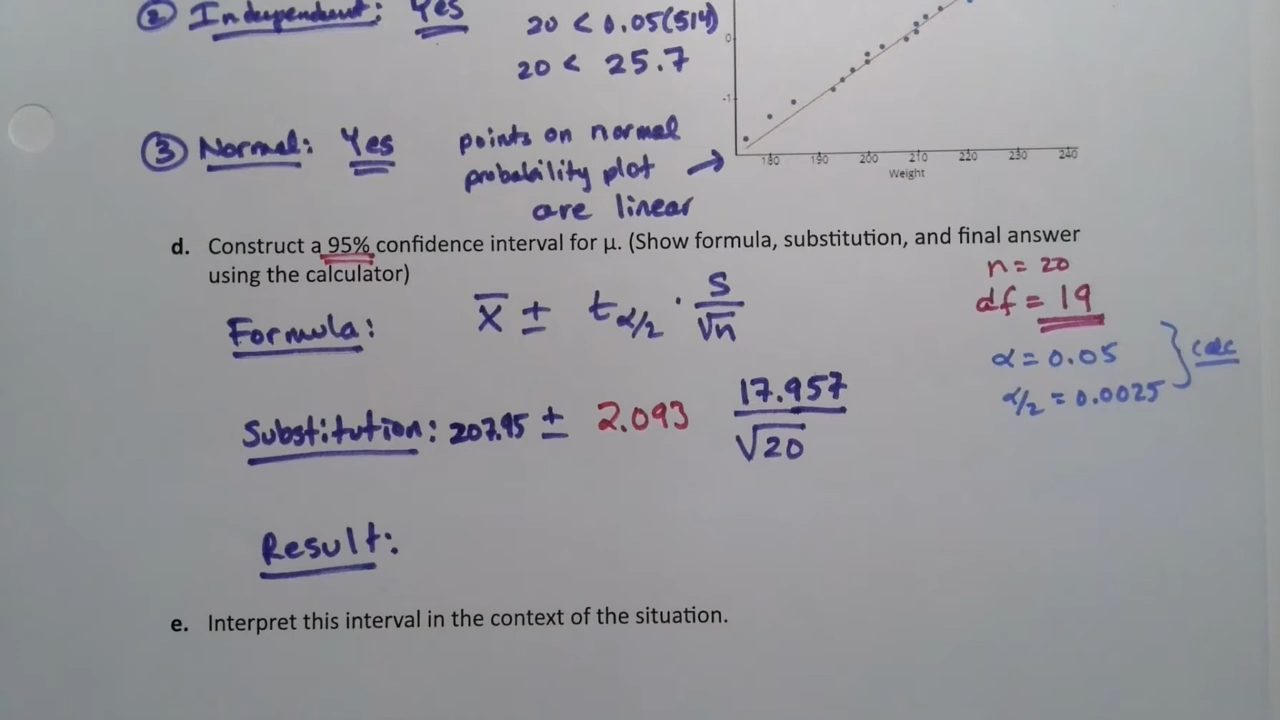 ② Independent: Yes 20 < 0.05(514)
20 < 25.7
0
-1
③ Normal: Yes points on normal
probability plot
are linear
180 190 200 210 220 230 240
Weight
d. Construct a 95% confidence interval for μ. (Show formula, substitution, and final answer
using the calculator)
n = 20
df = 19
Formula: x̄ ± t α/2 · s/√n
α = 0.05
α/2 = 0.0025 } calc
Substitution: 207.95 ± 2.093 17.957/√20
Result:
e. Interpret this interval in the context of the situation.